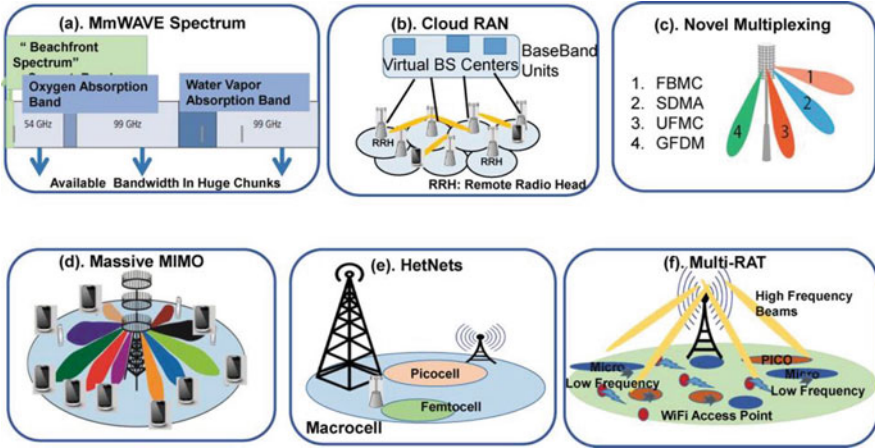 (a). MmWAVE Spectrum
“ Beachfront
Spectrum”
Oxygen Absorption
Band
Water Vapor
Absorption Band
54 GHz
99 GHz
99 GHz
Available Bandwidth In Huge Chunks
(b). Cloud RAN
Virtual BS Centers
BaseBand
Units
RRH
RRH
RRH: Remote Radio Head
(c). Novel Multiplexing
1. FBMC
2. SDMA
3. UFMC
4. GFDM
1
2
3
4
(d). Massive MIMO
(e). HetNets
Picocell
Femtocell
Macrocell
(f). Multi-RAT
High Frequency
Beams
Micro
Low Frequency
PICO
Micro
Low Frequency
WiFi Access Point